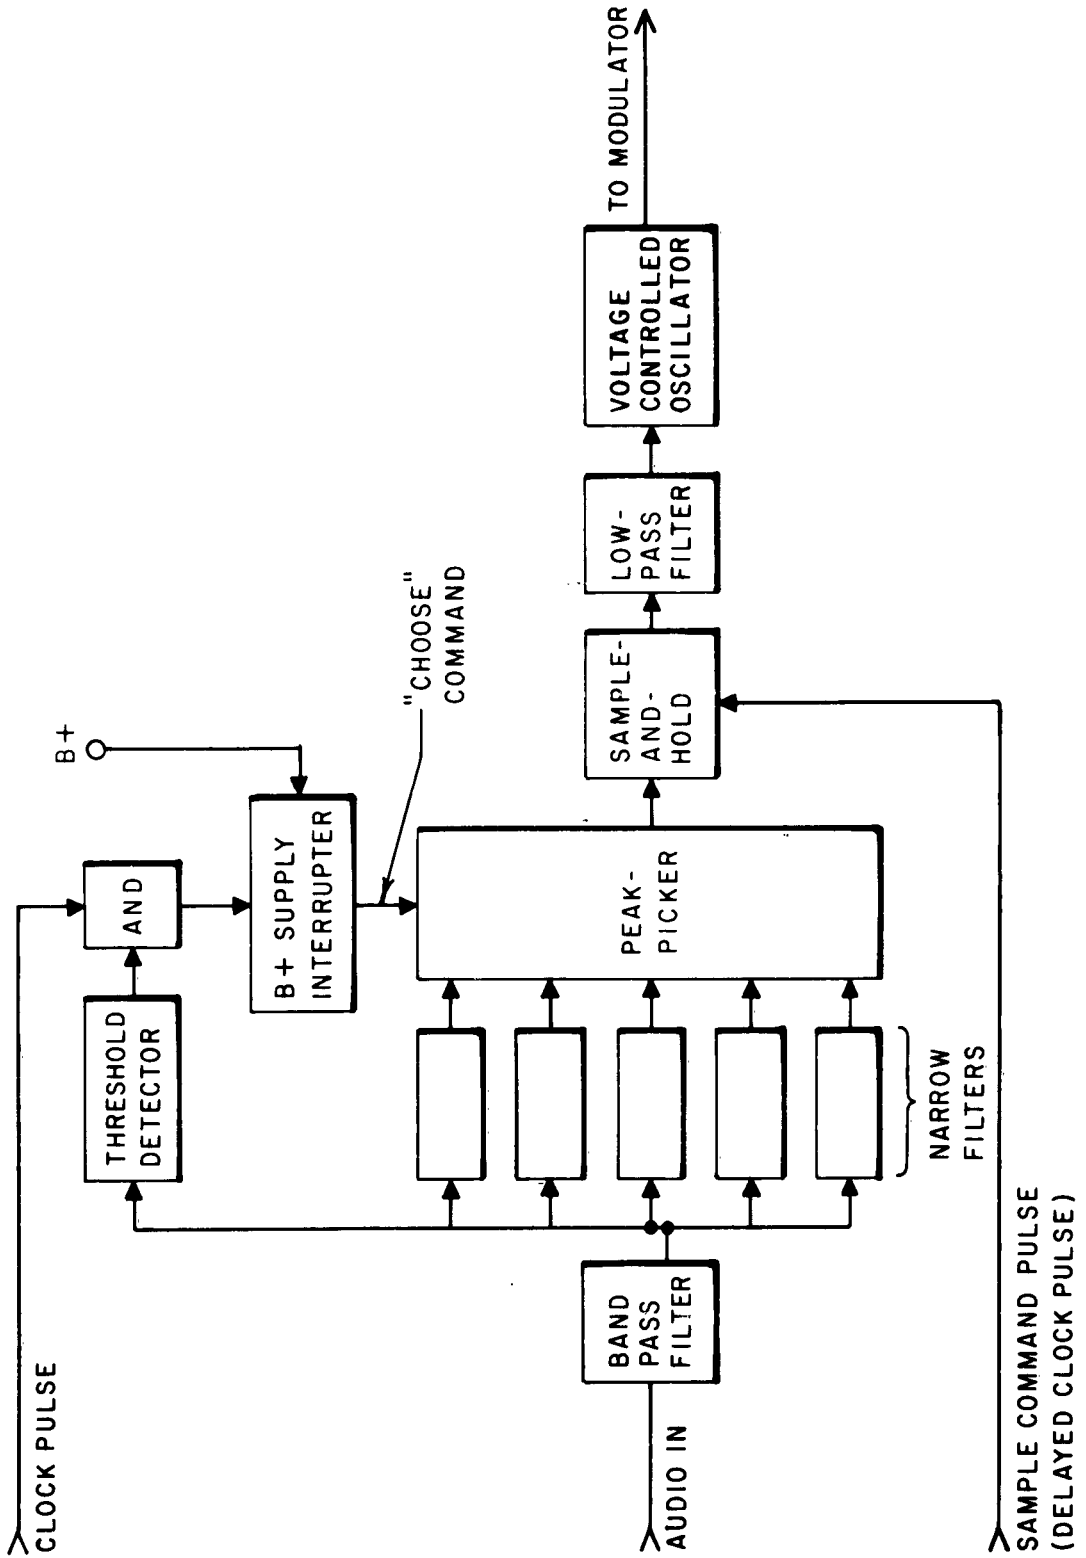 CLOCK PULSE
THRESHOLD
DETECTOR
AND
B+
B+ SUPPLY
INTERRUPTER
"CHOOSE"
COMMAND
AUDIO IN
BAND
PASS
FILTER
NARROW
FILTERS
PEAK-
PICKER
SAMPLE-
AND-
HOLD
LOW-
PASS
FILTER
VOLTAGE
CONTROLLED
OSCILLATOR
TO MODULATOR
SAMPLE COMMAND PULSE
(DELAYED CLOCK PULSE)